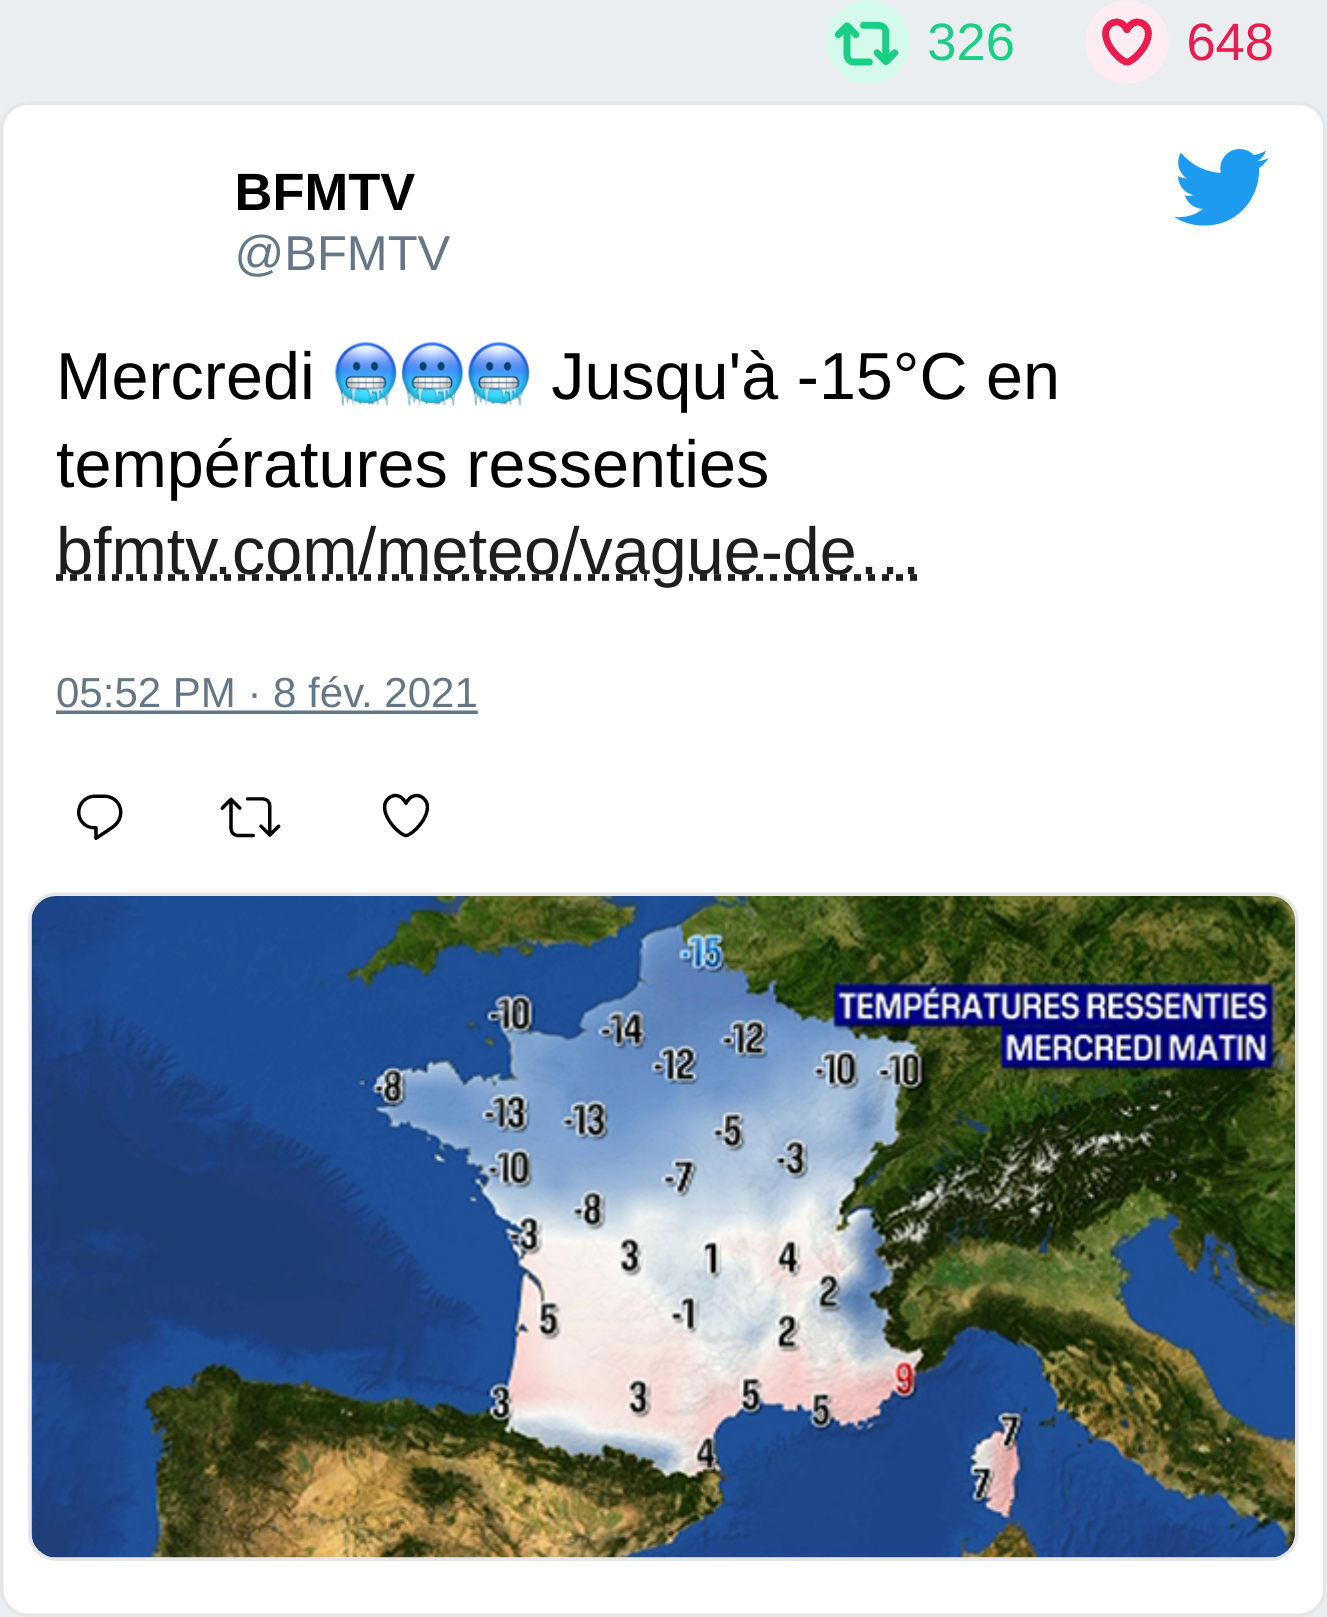 326 648
BFMTV
@BFMTV
Mercredi 🥶🥶🥶 Jusqu'à -15°C en
températures ressenties
bfmtv.com/meteo/vague-de…
05:52 PM · 8 fév. 2021
-15
TEMPÉRATURES RESSENTIES
MERCREDI MATIN
-10 -14 -12
-12 -10 -10
-8
-13 -13 -5
-10 -7 -3
-8
-3 3 1 4
2
5 -1 2
9
3 3 5 5
7
4
7